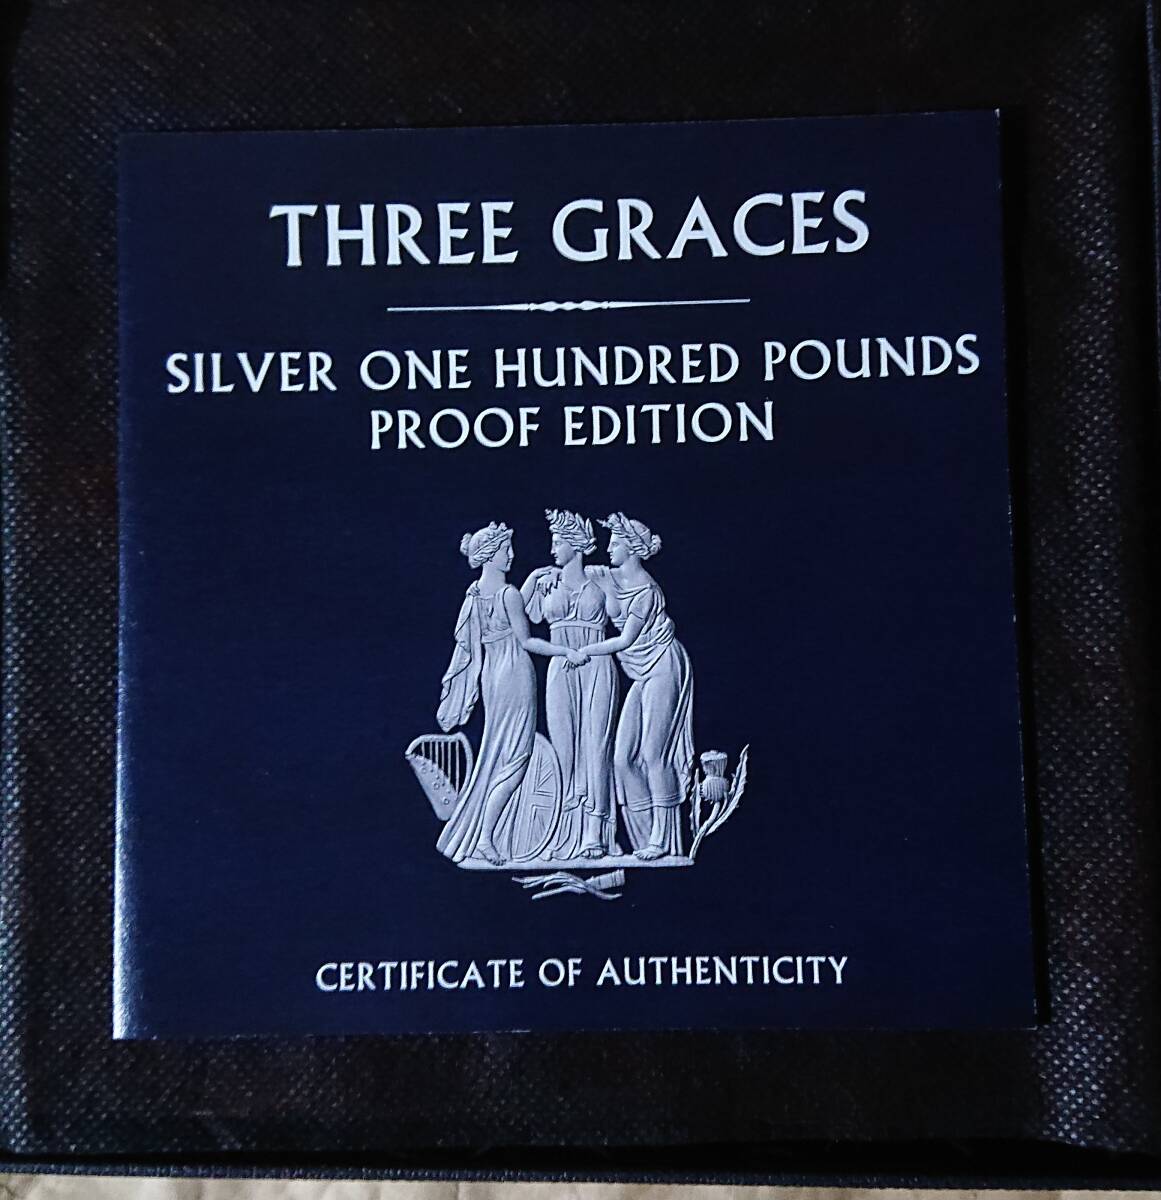 THREE GRACES
SILVER ONE HUNDRED POUNDS
PROOF EDITION
CERTIFICATE OF AUTHENTICITY